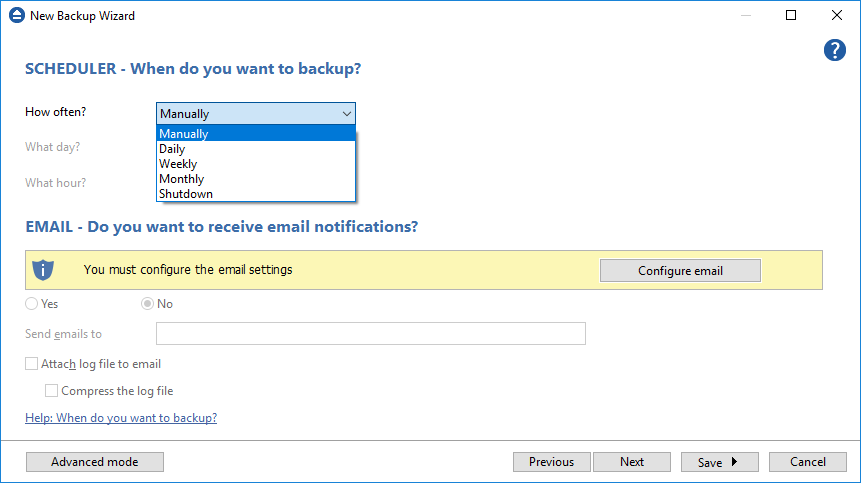 New Backup Wizard
SCHEDULER - When do you want to backup?
How often?
Manually
Manually
Daily
Weekly
Monthly
Shutdown
What day?
What hour?
EMAIL - Do you want to receive email notifications?
You must configure the email settings
Configure email
Yes
No
Send emails to
Attach log file to email
Compress the log file
Help: When do you want to backup?
Advanced mode
Previous
Next
Save
Cancel